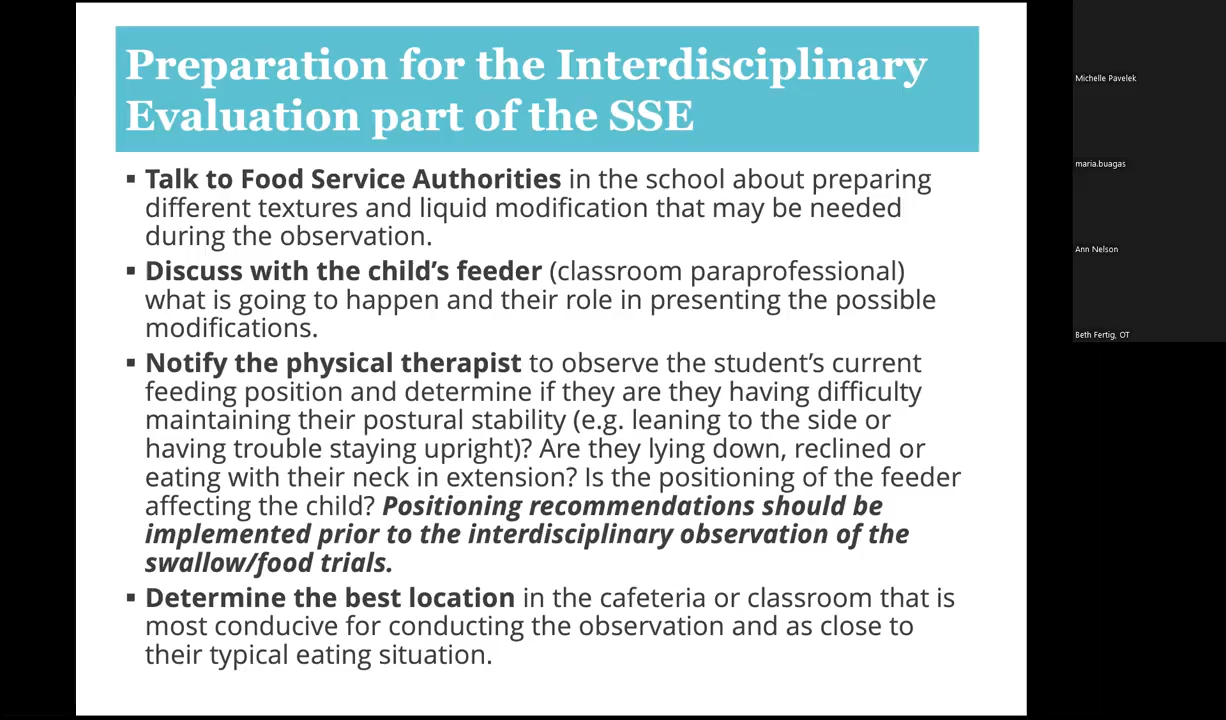 Preparation for the Interdisciplinary
Evaluation part of the SSE
▪ Talk to Food Service Authorities in the school about preparing
different textures and liquid modification that may be needed
during the observation.
▪ Discuss with the child’s feeder (classroom paraprofessional)
what is going to happen and their role in presenting the possible
modifications.
▪ Notify the physical therapist to observe the student’s current
feeding position and determine if they are they having difficulty
maintaining their postural stability (e.g. leaning to the side or
having trouble staying upright)? Are they lying down, reclined or
eating with their neck in extension? Is the positioning of the feeder
affecting the child? Positioning recommendations should be
implemented prior to the interdisciplinary observation of the
swallow/food trials.
▪ Determine the best location in the cafeteria or classroom that is
most conducive for conducting the observation and as close to
their typical eating situation.
Michelle Pavelek
maria.buagas
Ann Nelson
Beth Fertig, OT